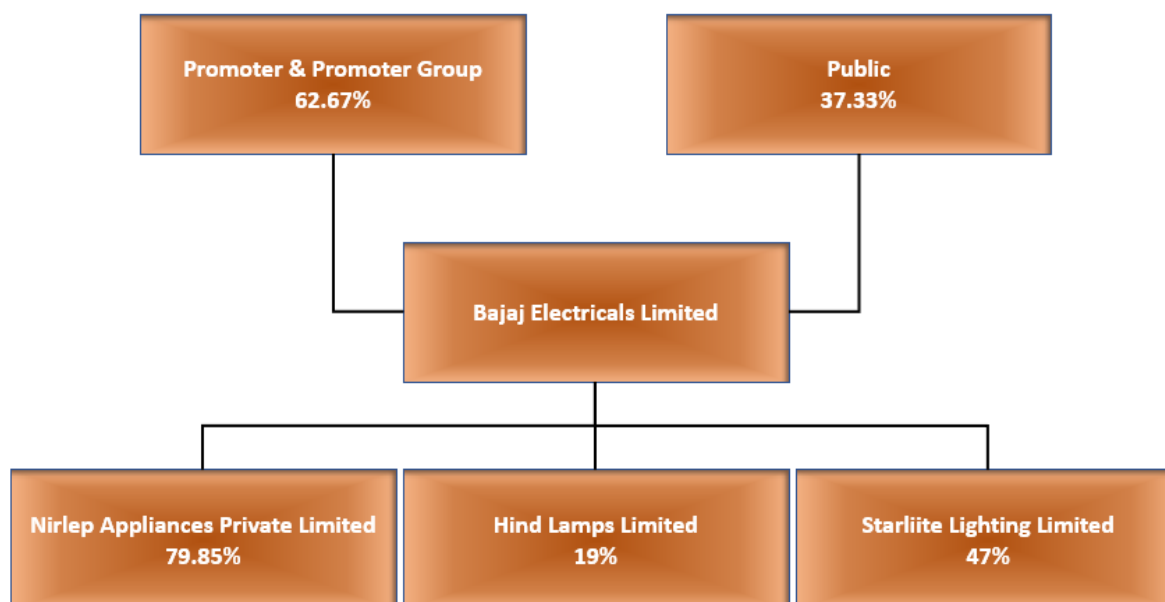 Promoter & Promoter Group
62.67%
Public
37.33%
Bajaj Electricals Limited
Nirlep Appliances Private Limited
79.85%
Hind Lamps Limited
19%
Starliite Lighting Limited
47%